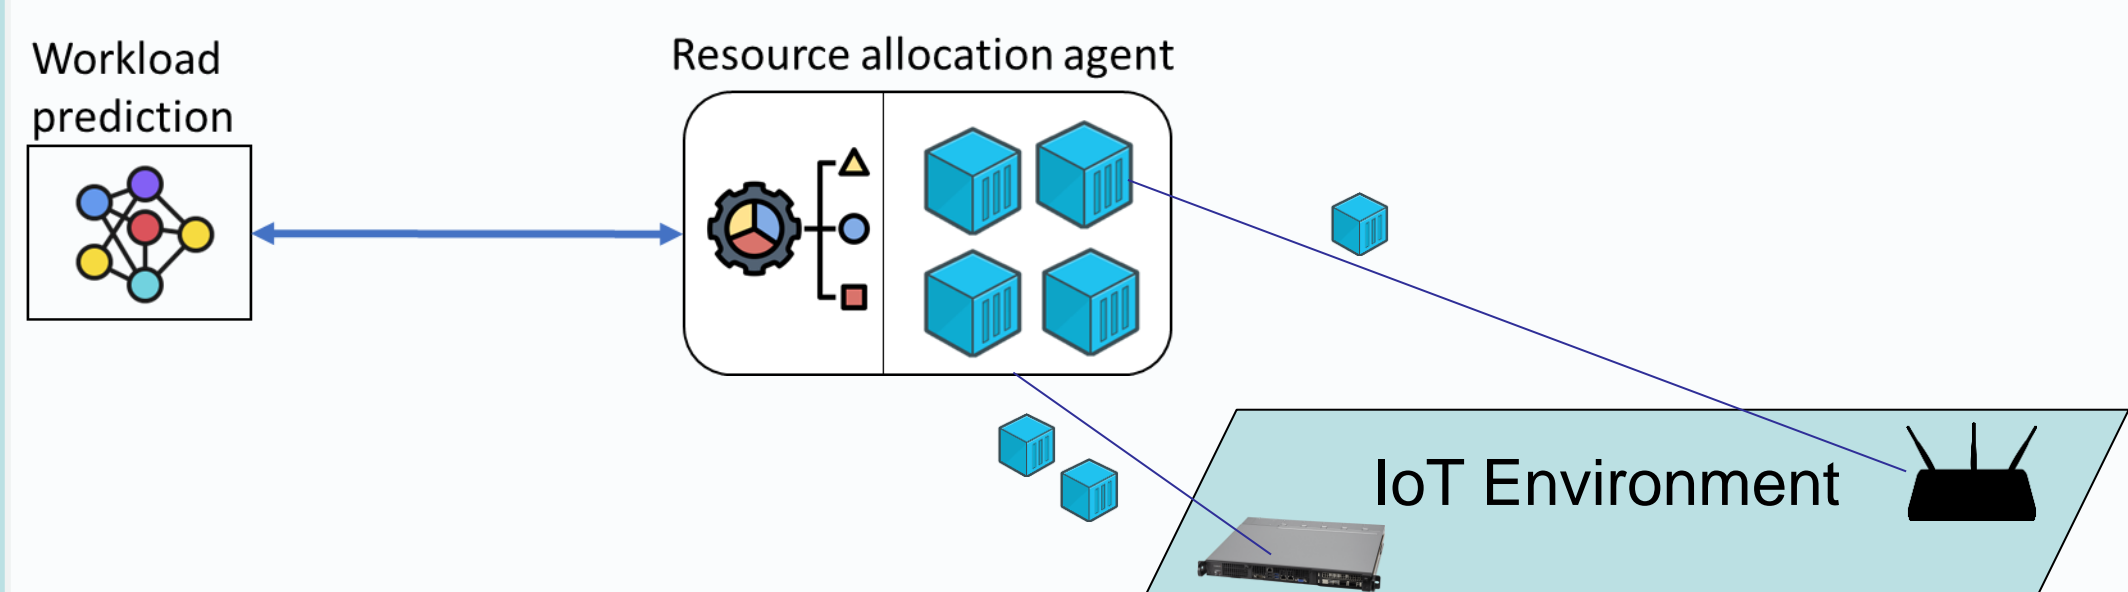 Workload
prediction
Resource allocation agent
IoT Environment